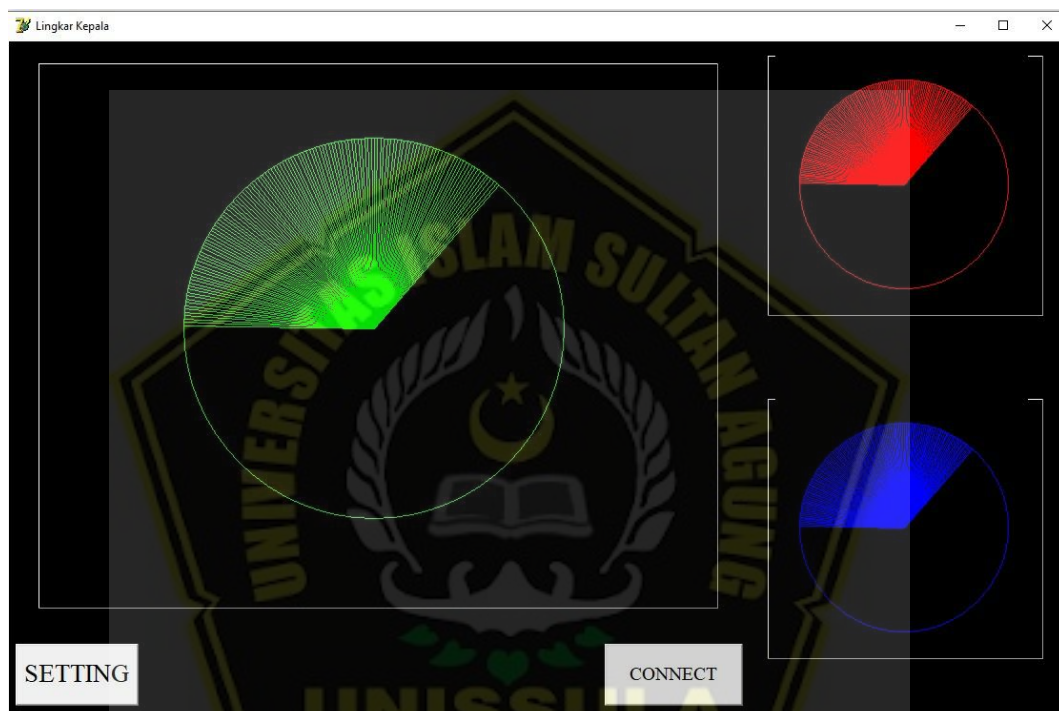 Lingkar Kepala
UNIVERSITAS ISLAM SULTAN AGUNG
SETTING
CONNECT
UNISSULA